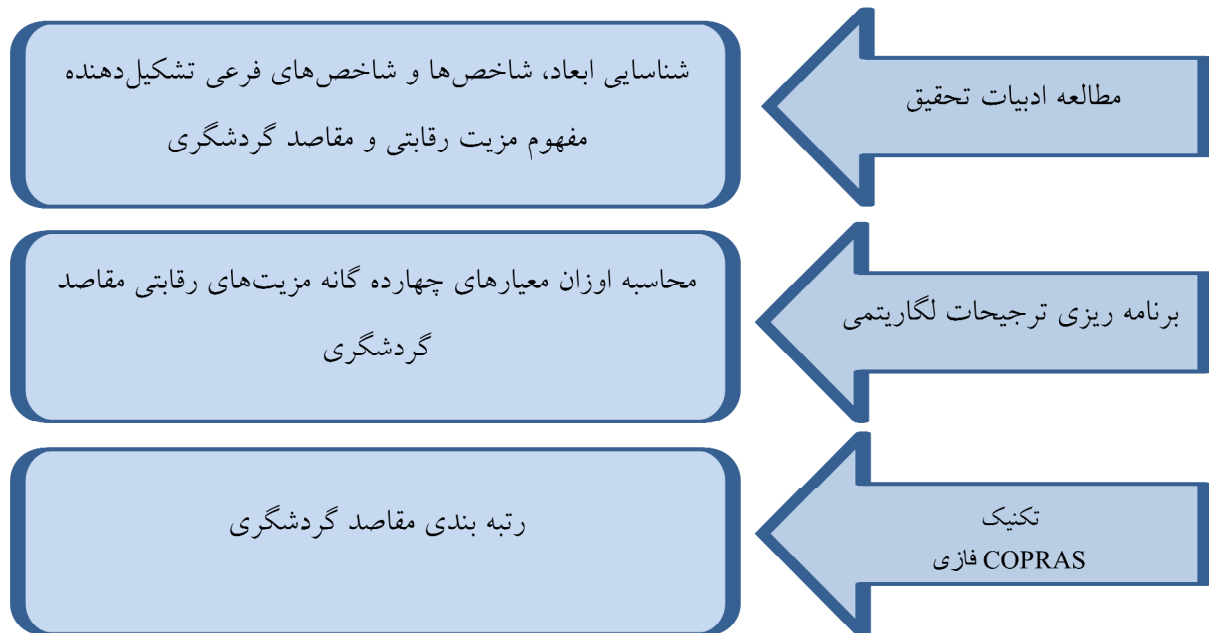 مطالعه ادبیات تحقیق
شناسایی ابعاد، شاخص‌ها و شاخص‌های فرعی تشکیل‌دهنده
مفهوم مزیت رقابتی و مقاصد گردشگری
برنامه ریزی ترجیحات لگاریتمی
محاسبه اوزان معیارهای چهارده گانه مزیت‌های رقابتی مقاصد
گردشگری
تکنیک
COPRAS فازی
رتبه بندی مقاصد گردشگری